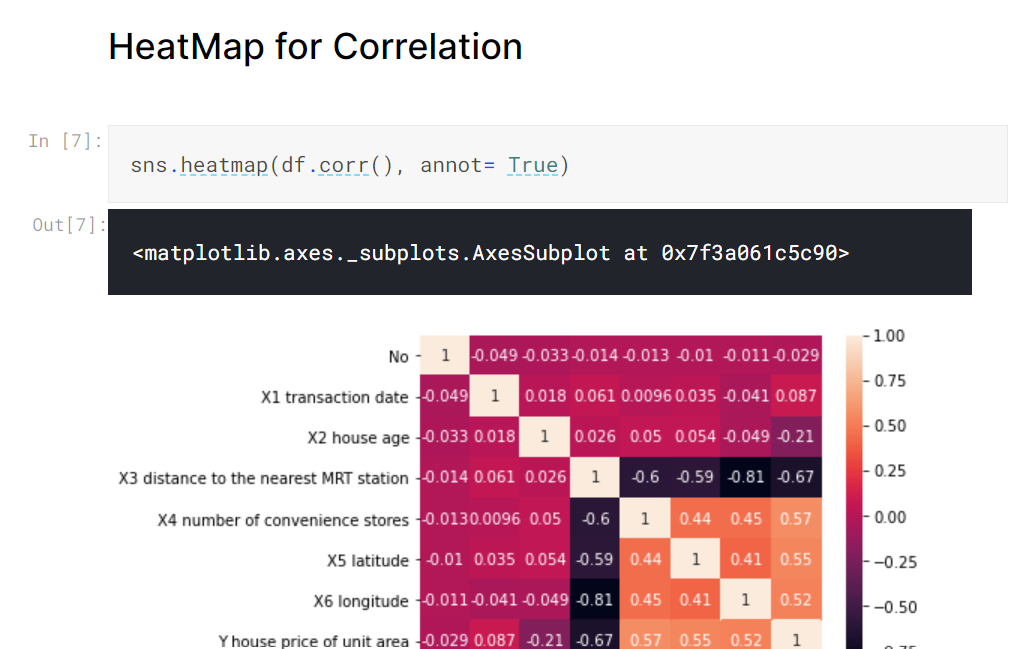 HeatMap for Correlation
In [7]:
sns.heatmap(df.corr(), annot= True)
Out[7]:
<matplotlib.axes._subplots.AxesSubplot at 0x7f3a061c5c90>
No 1 -0.049 -0.033 -0.014 -0.013 -0.01 -0.011 -0.029
X1 transaction date -0.049 1 0.018 0.061 0.0096 0.035 -0.041 0.087
X2 house age -0.033 0.018 1 0.026 0.05 0.054 -0.049 -0.21
X3 distance to the nearest MRT station -0.014 0.061 0.026 1 -0.6 -0.59 -0.81 -0.67
X4 number of convenience stores -0.013 0.0096 0.05 -0.6 1 0.44 0.45 0.57
X5 latitude -0.01 0.035 0.054 -0.59 0.44 1 0.41 0.55
X6 longitude -0.011 -0.041 -0.049 -0.81 0.45 0.41 1 0.52
Y house price of unit area -0.029 0.087 -0.21 -0.67 0.57 0.55 0.52 1
1.00
0.75
0.50
0.25
0.00
−0.25
−0.50